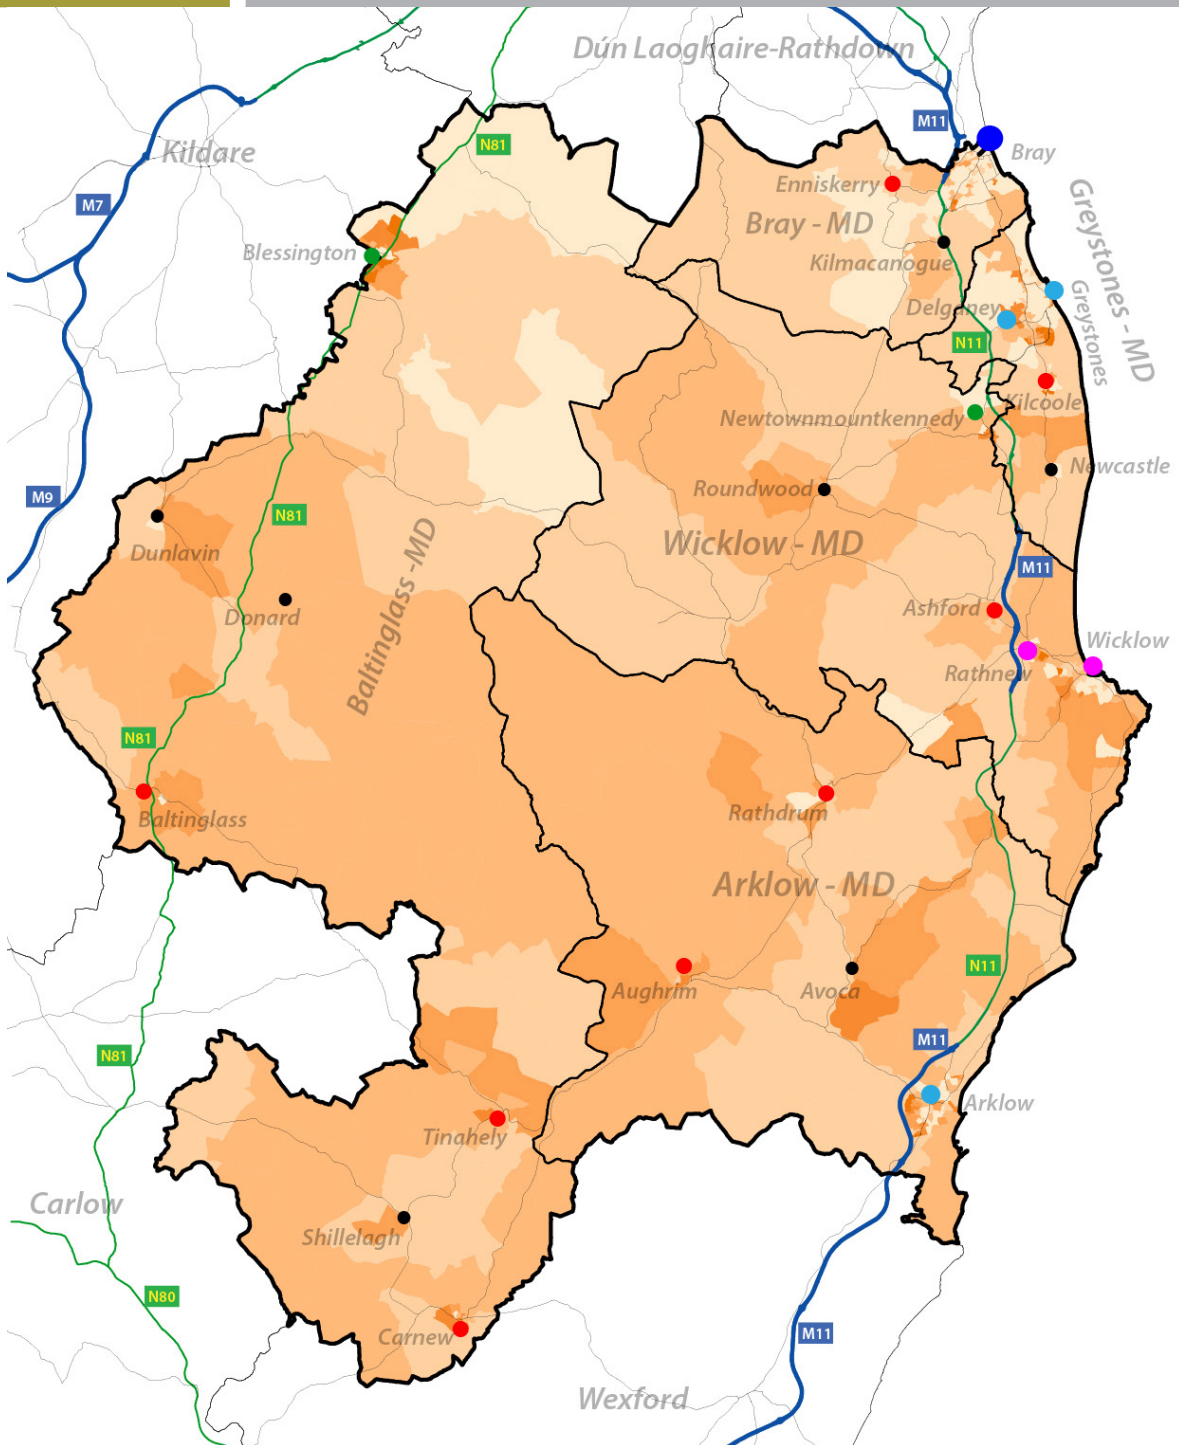 Dún Laoghaire-Rathdown
M11
N81
Kildare
Bray
Enniskerry
M7
Bray - MD
Greystones - MD
Blessington
Kilmacanogue
Delganey
Greystones
N11
Kilcoole
Newtownmountkennedy
Newcastle
Roundwood
M9
N81
Wicklow - MD
Dunlavin
Baltinglass -MD
M11
Ashford
Donard
Wicklow
Rathnew
N81
Rathdrum
Baltinglass
Arklow - MD
N11
Aughrim
Avoca
M11
N81
Arklow
Tinahely
Carlow
Shillelagh
N80
M11
Carnew
Wexford